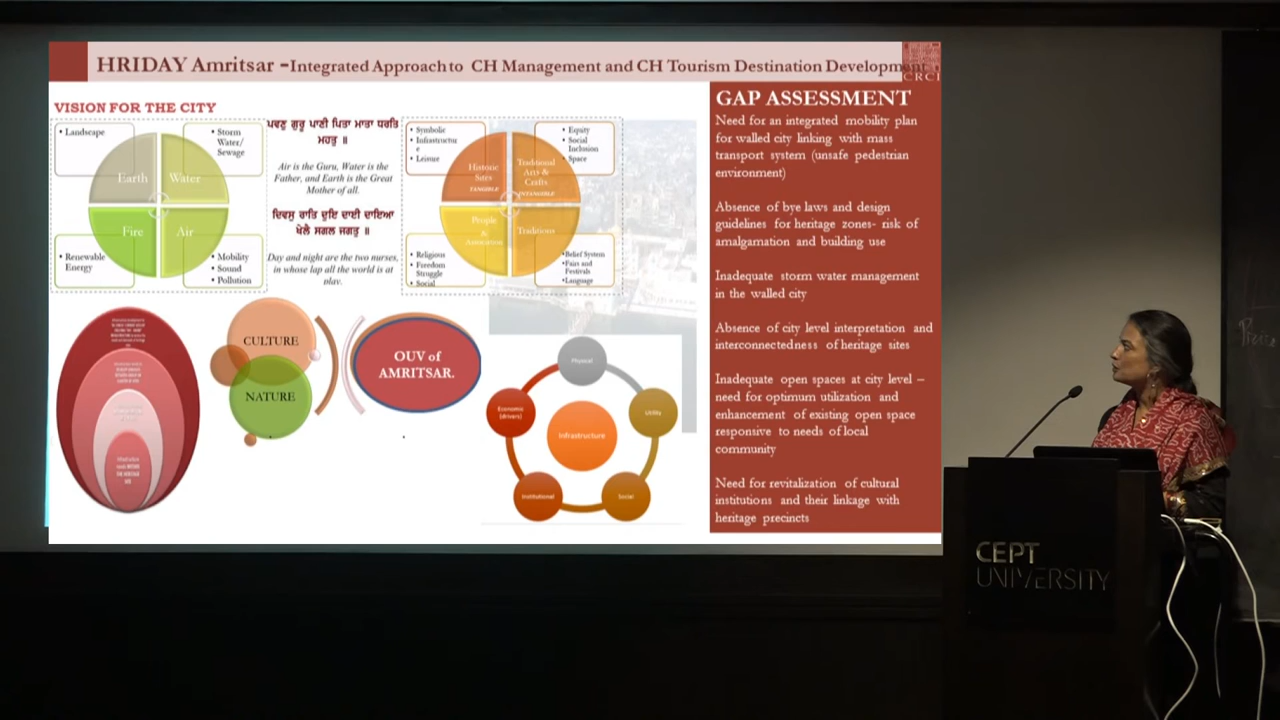 HRIDAY Amritsar -Integrated Approach to CH Management and CH Tourism Destination Development
CRCI
VISION FOR THE CITY
• Landscape
• Storm
Water/
Sewage
Earth
Water
Fire
Air
• Renewable
Energy
• Mobility
• Sound
• Pollution
ਪਵਣੁ ਗੁਰੂ ਪਾਣੀ ਪਿਤਾ ਮਾਤਾ ਧਰਤਿ
ਮਹਤੁ ॥
Air is the Guru, Water is the
Father, and Earth is the Great
Mother of all.
ਦਿਵਸੁ ਰਾਤਿ ਦੁਇ ਦਾਈ ਦਾਇਆ
ਖੇਲੈ ਸਗਲ ਜਗਤੁ ॥
Day and night are the two nurses,
in whose lap all the world is at
play.
• Symbolic
• Infrastructur
e
• Leisure
• Equity
• Social
Inclusion
• Space
Historic
Sites
TANGIBLE
Traditional
Arts &
Crafts
INTANGIBLE
People
&
Association
Traditions
• Religious
• Freedom
Struggle
• Social
•Belief System
•Fairs and
Festivals
•Language
CULTURE
NATURE
OUV of
AMRITSAR.
Physical
Economic
(drivers)
Utility
Infrastructure
Institutional
Social
GAP ASSESSMENT
Need for an integrated mobility plan
for walled city linking with mass
transport system (unsafe pedestrian
environment)
Absence of bye laws and design
guidelines for heritage zones- risk of
amalgamation and building use
Inadequate storm water management
in the walled city
Absence of city level interpretation and
interconnectedness of heritage sites
Inadequate open spaces at city level –
need for optimum utilization and
enhancement of existing open space
responsive to needs of local
community
Need for revitalization of cultural
institutions and their linkage with
heritage precincts
CEPT
UNIVERSITY